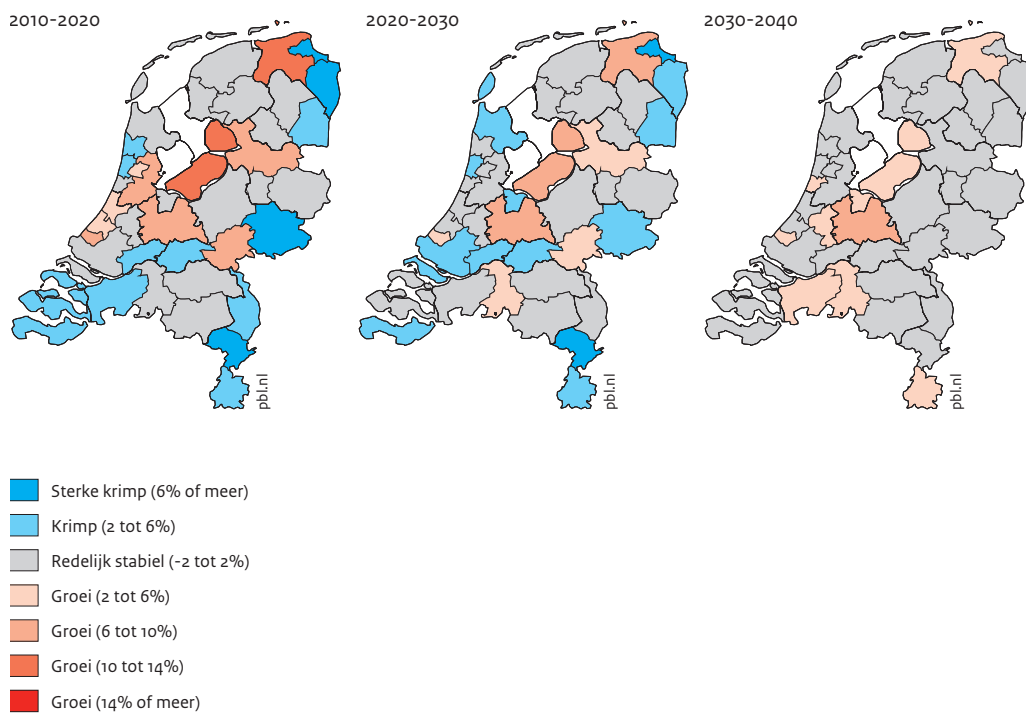 2010-2020
2020-2030
2030-2040
pbl.nl
pbl.nl
pbl.nl
Sterke krimp (6% of meer)
Krimp (2 tot 6%)
Redelijk stabiel (-2 tot 2%)
Groei (2 tot 6%)
Groei (6 tot 10%)
Groei (10 tot 14%)
Groei (14% of meer)